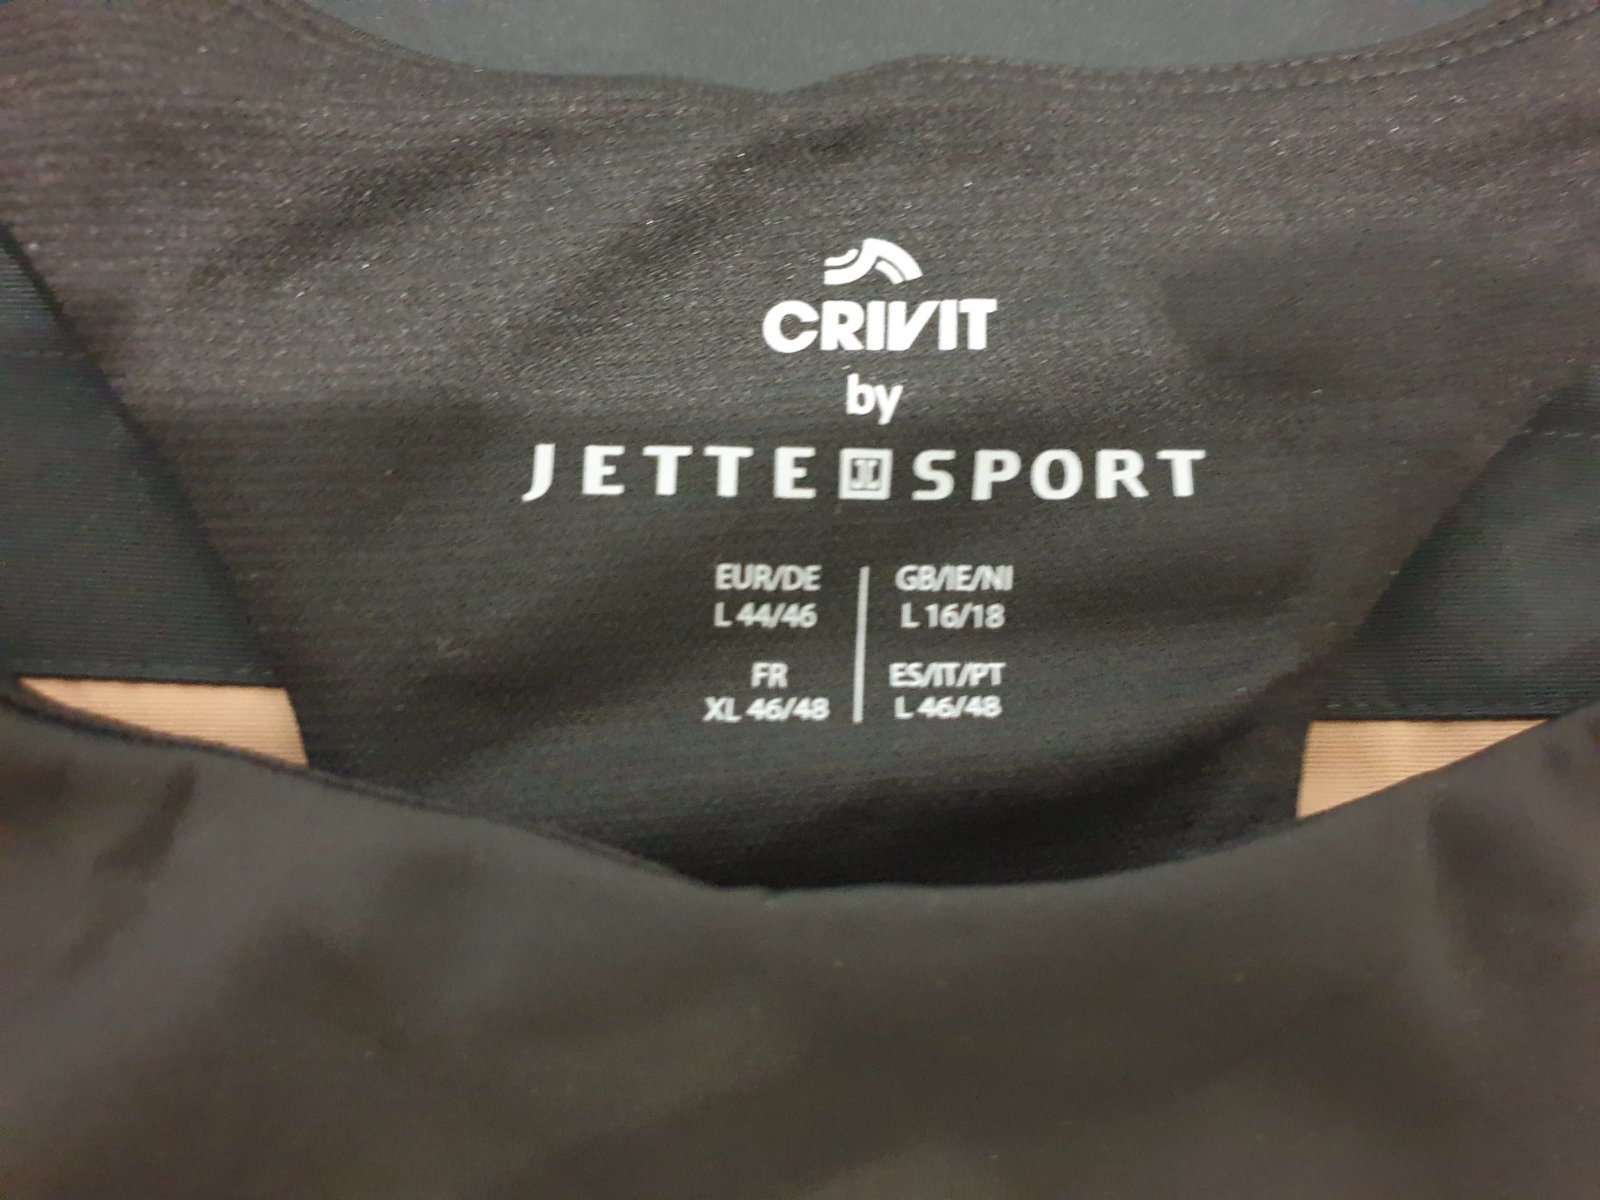 CRIVIT
by
JETTE SPORT
EUR/DE
L 44/46
GB/IE/NI
L 16/18
FR
XL 46/48
ES/IT/PT
L 46/48